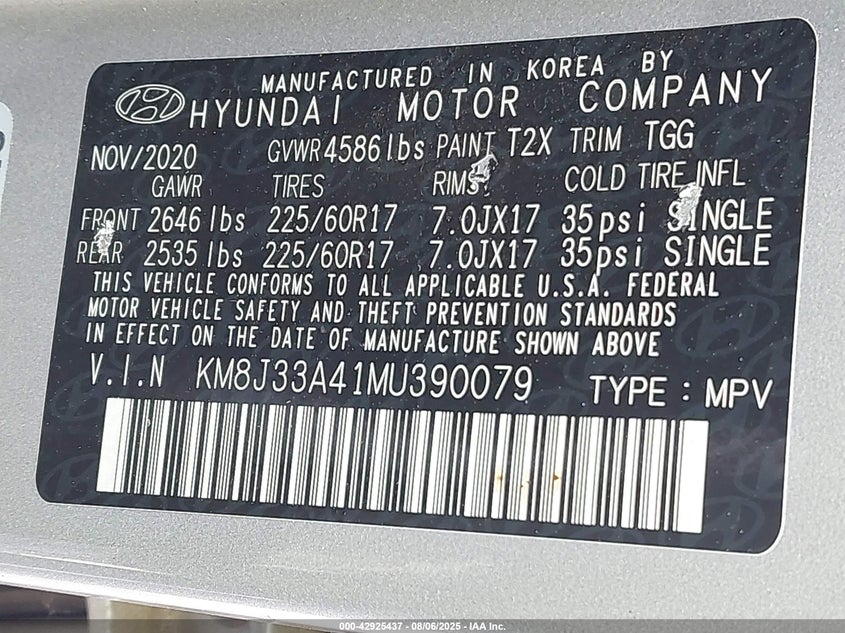 MANUFACTURED IN KOREA BY
HYUNDAI MOTOR COMPANY
NOV/2020 GVWR 4586 lbs PAINT T2X TRIM TGG
GAWR TIRES RIMS COLD TIRE INFL
FRONT 2646 lbs 225/60R17 7.0JX17 35psi SINGLE
REAR 2535 lbs 225/60R17 7.0JX17 35psi SINGLE
THIS VEHICLE CONFORMS TO ALL APPLICABLE U.S.A. FEDERAL
MOTOR VEHICLE SAFETY AND THEFT PREVENTION STANDARDS
IN EFFECT ON THE DATE OF MANUFACTURE SHOWN ABOVE
V.I.N KM8J33A41MU390079 TYPE : MPV
000-42925437 - 08/06/2025 - IAA Inc.